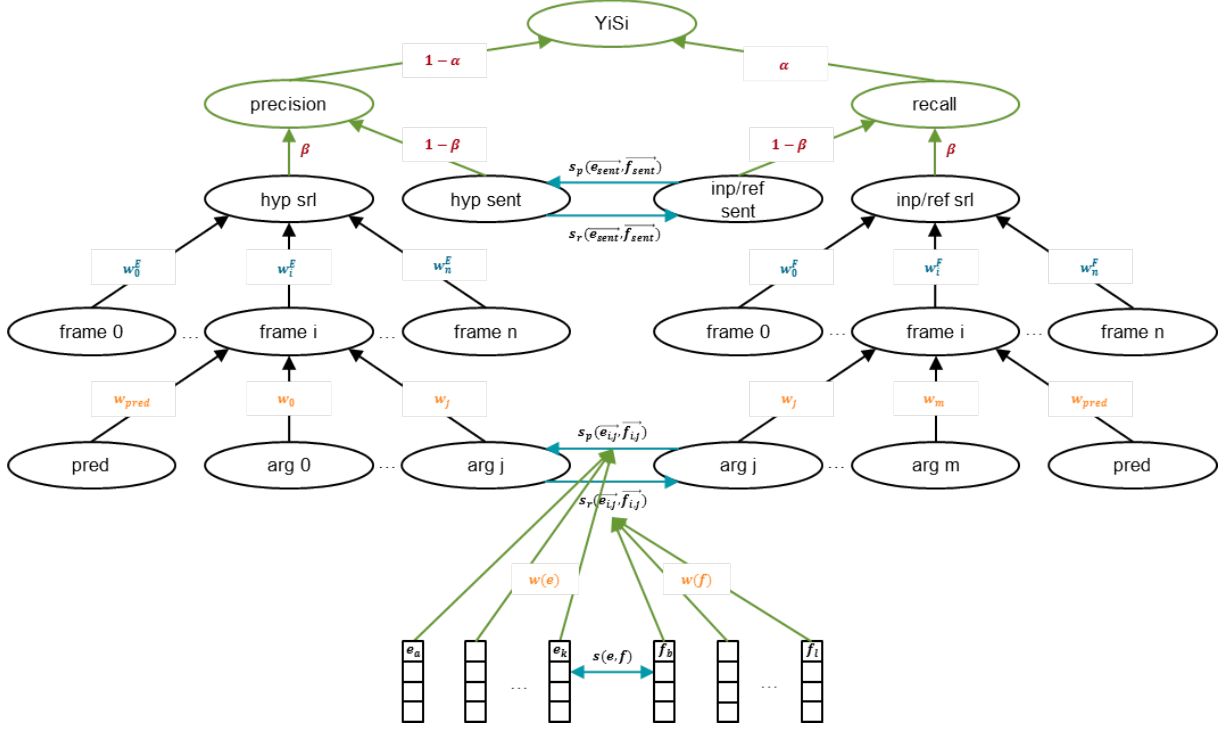 YiSi
1 − α
α
precision
recall
β
1 − β
1 − β
β
s_p(e_sent, f_sent)
hyp srl
hyp sent
inp/ref
sent
inp/ref srl
s_r(e_sent, f_sent)
w_0^E
w_i^E
w_n^E
w_0^F
w_i^F
w_n^F
frame 0
...
frame i
...
frame n
frame 0
...
frame i
...
frame n
w_pred
w_0
w_j
w_j
w_m
w_pred
s_p(e_i,j, f_i,j)
pred
arg 0
...
arg j
arg j
...
arg m
pred
s_r(e_i,j, f_i,j)
w(e)
w(f)
e_a
e_k
s(e, f)
f_b
f_l
...
...